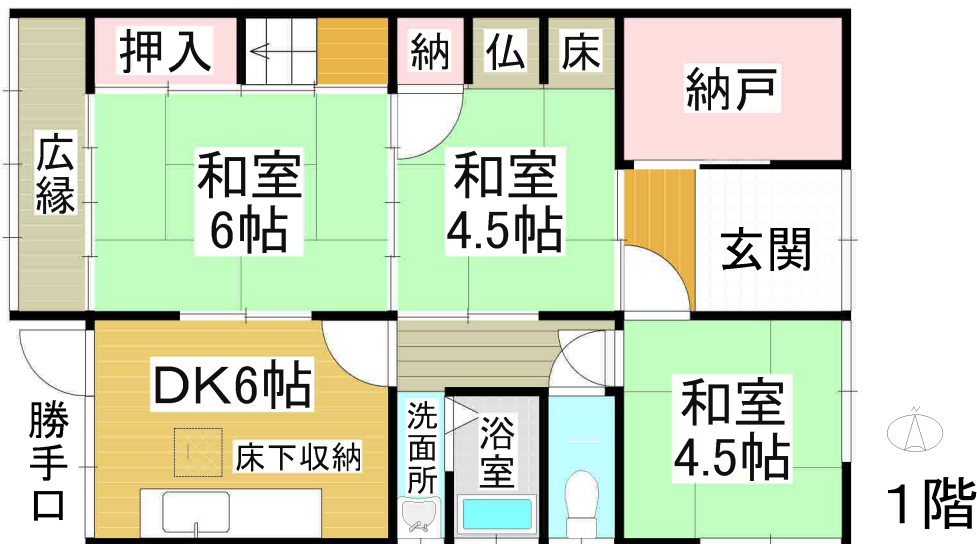 押入
納
仏
床
納戸
広縁
和室
6帖
和室
4.5帖
玄関
DK6帖
床下収納
勝手口
洗面所
浴室
和室
4.5帖
N
1階